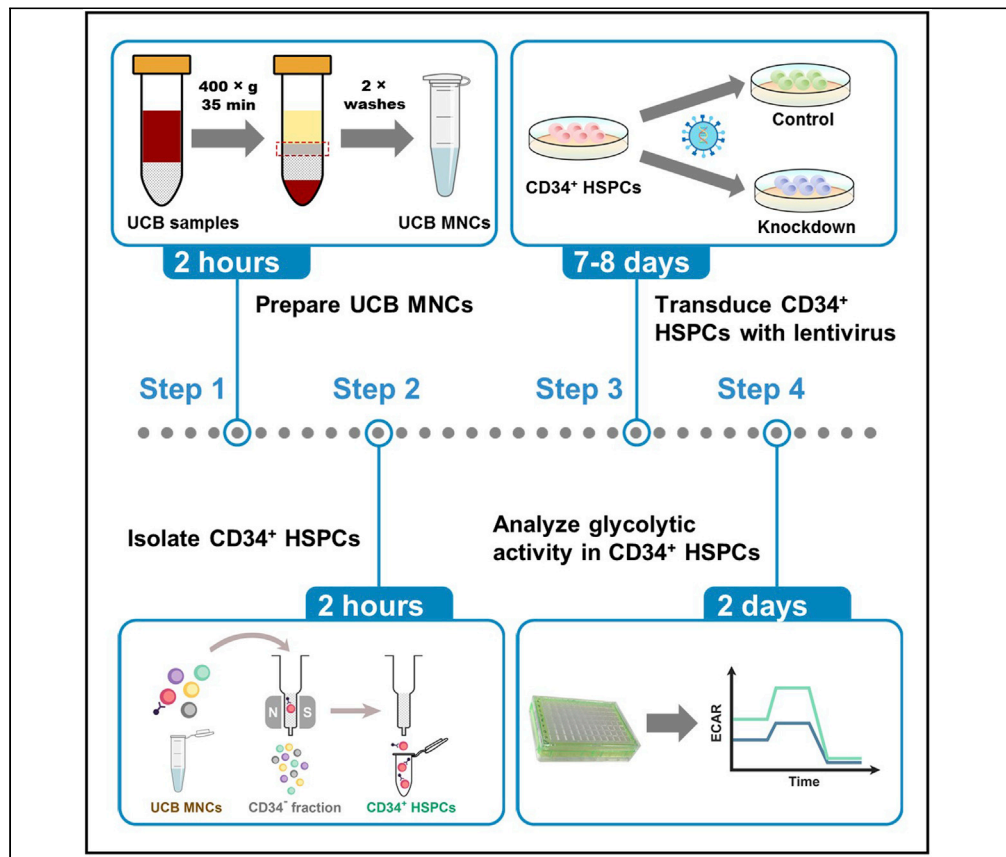 400 × g
35 min
2 ×
washes
UCB samples
UCB MNCs
2 hours
Prepare UCB MNCs
CD34⁺ HSPCs
Control
Knockdown
7-8 days
Transduce CD34⁺
HSPCs with lentivirus
Step 1
Step 2
Step 3
Step 4
Isolate CD34⁺ HSPCs
2 hours
N
S
UCB MNCs
CD34⁻ fraction
CD34⁺ HSPCs
Analyze glycolytic
activity in CD34⁺ HSPCs
2 days
ECAR
Time